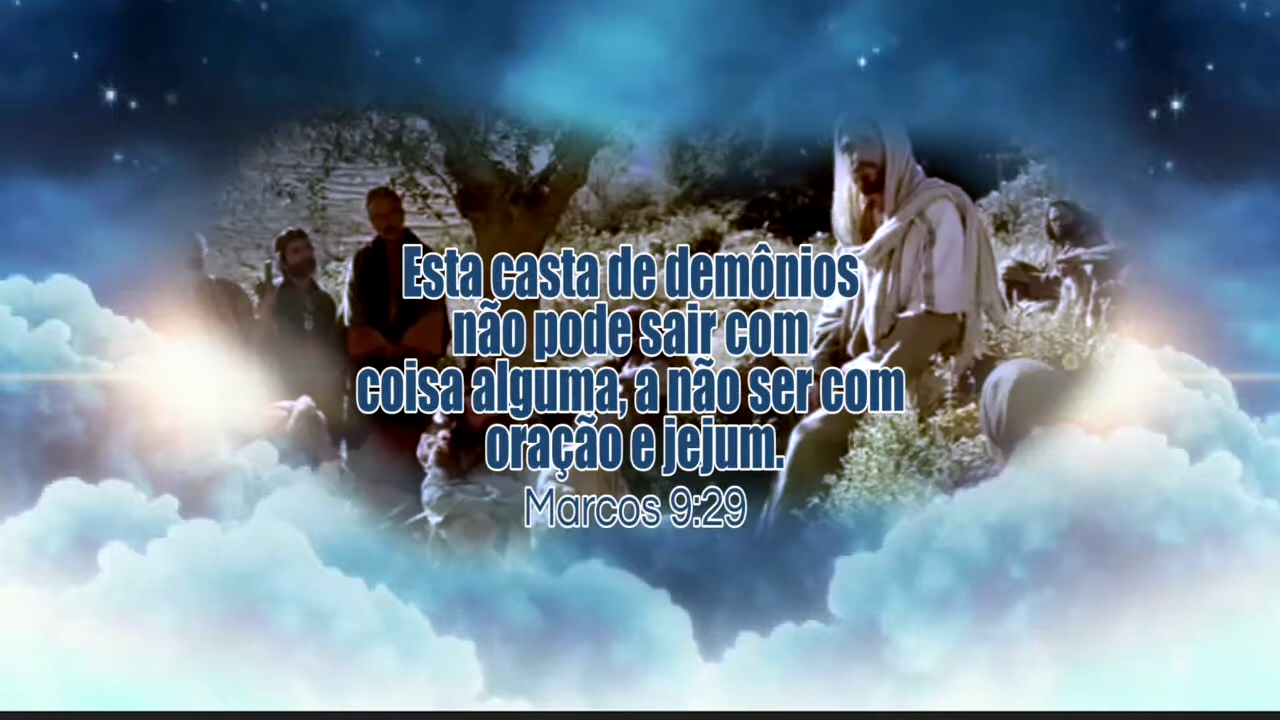 Esta casta de demônios
não pode sair com
coisa alguma, a não ser com
oração e jejum.
Marcos 9:29